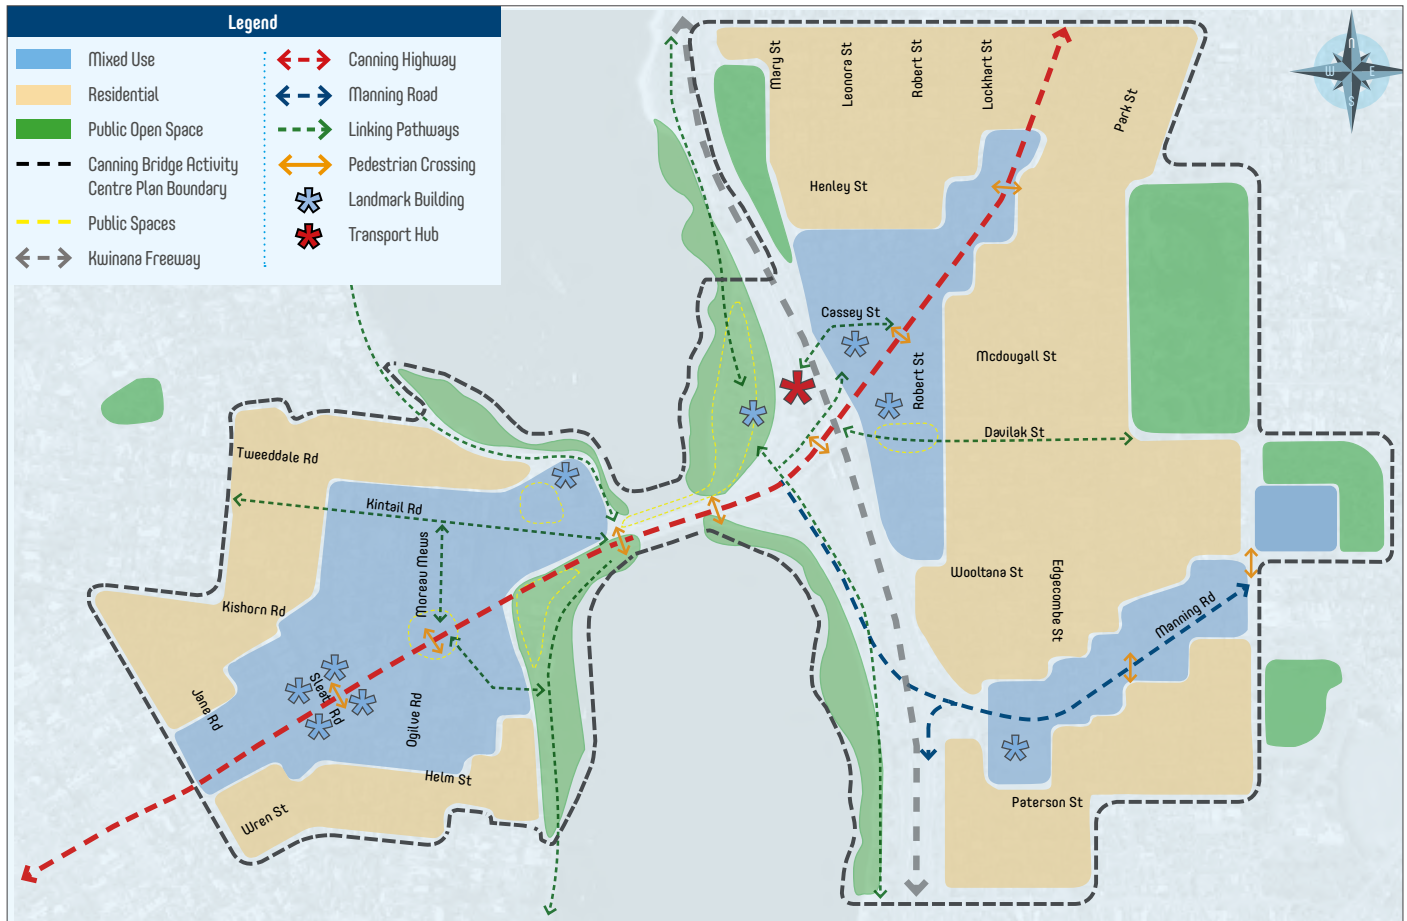 Legend
Mixed Use
Residential
Public Open Space
Canning Bridge Activity
Centre Plan Boundary
Public Spaces
Kwinana Freeway
Canning Highway
Manning Road
Linking Pathways
Pedestrian Crossing
Landmark Building
Transport Hub
N
W
E
S
Mary St
Leonora St
Robert St
Lockhart St
Park St
Henley St
Cassey St
Robert St
Mcdougall St
Davilak St
Tweeddale Rd
Kintail Rd
Moreau Mews
Kishorn Rd
Jane Rd
Sleat Rd
Ogilve Rd
Helm St
Wren St
Wooltana St
Edgecombe St
Manning Rd
Paterson St